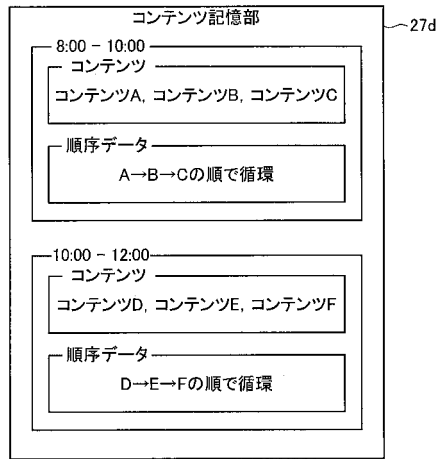 コンテンツ記憶部
27d
8:00 - 10:00
コンテンツ
コンテンツA, コンテンツB, コンテンツC
順序データ
A→B→Cの順で循環
10:00 - 12:00
コンテンツ
コンテンツD, コンテンツE, コンテンツF
順序データ
D→E→Fの順で循環